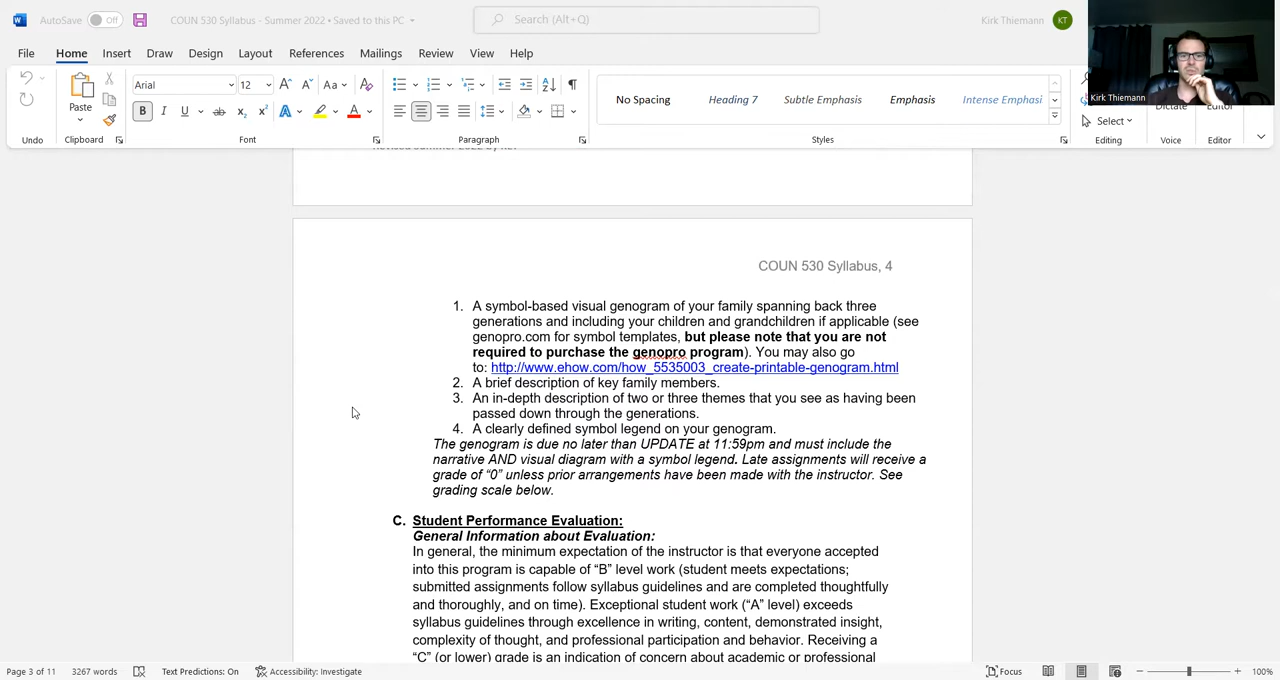 AutoSave Off COUN 530 Syllabus - Summer 2022 • Saved to this PC Search (Alt+Q) Kirk Thiemann KT
File Home Insert Draw Design Layout References Mailings Review View Help
Kirk Thiemann
Paste
Arial 12 Aa
No Spacing Heading 7 Subtle Emphasis Emphasis Intense Emphasi
Select
Dictate Editor
Undo Clipboard Font Paragraph Styles Editing Voice Editor
COUN 530 Syllabus, 4
1. A symbol-based visual genogram of your family spanning back three
generations and including your children and grandchildren if applicable (see
genopro.com for symbol templates, but please note that you are not
required to purchase the genopro program). You may also go
to: http://www.ehow.com/how_5535003_create-printable-genogram.html
2. A brief description of key family members.
3. An in-depth description of two or three themes that you see as having been
passed down through the generations.
4. A clearly defined symbol legend on your genogram.
The genogram is due no later than UPDATE at 11:59pm and must include the
narrative AND visual diagram with a symbol legend. Late assignments will receive a
grade of “0” unless prior arrangements have been made with the instructor. See
grading scale below.
C. Student Performance Evaluation:
General Information about Evaluation:
In general, the minimum expectation of the instructor is that everyone accepted
into this program is capable of “B” level work (student meets expectations;
submitted assignments follow syllabus guidelines and are completed thoughtfully
and thoroughly, and on time). Exceptional student work (“A” level) exceeds
syllabus guidelines through excellence in writing, content, demonstrated insight,
complexity of thought, and professional participation and behavior. Receiving a
“C” (or lower) grade is an indication of concern about academic or professional
Page 3 of 11 3267 words Text Predictions: On Accessibility: Investigate Focus 100%